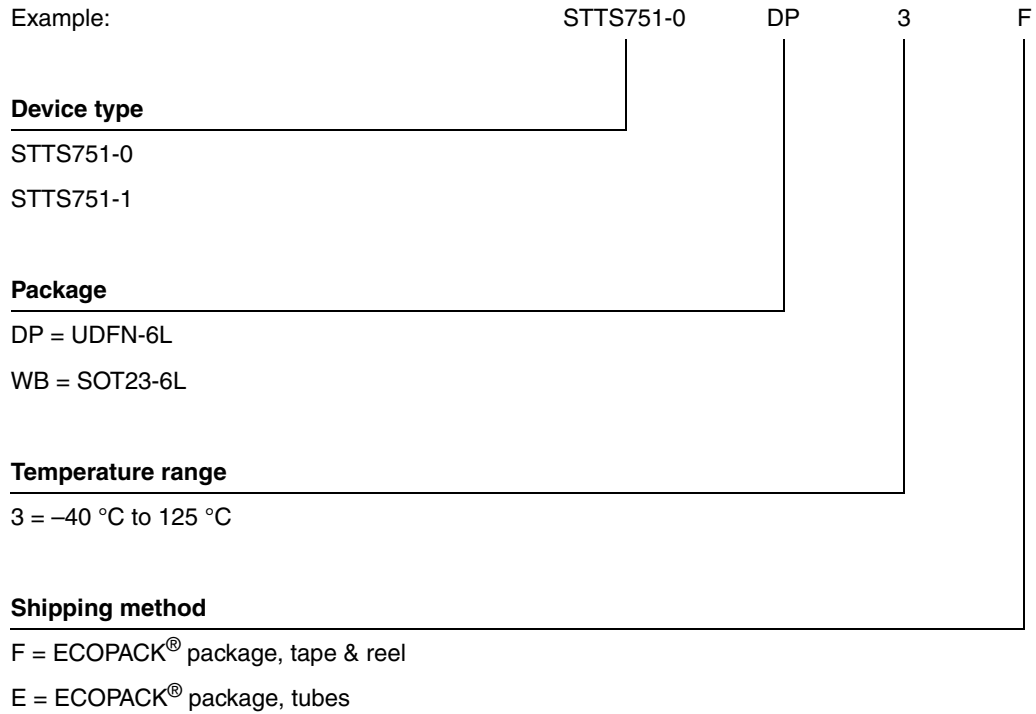 Example: STTS751-0 DP 3 F
Device type
STTS751-0
STTS751-1
Package
DP = UDFN-6L
WB = SOT23-6L
Temperature range
3 = –40 °C to 125 °C
Shipping method
F = ECOPACK® package, tape & reel
E = ECOPACK® package, tubes